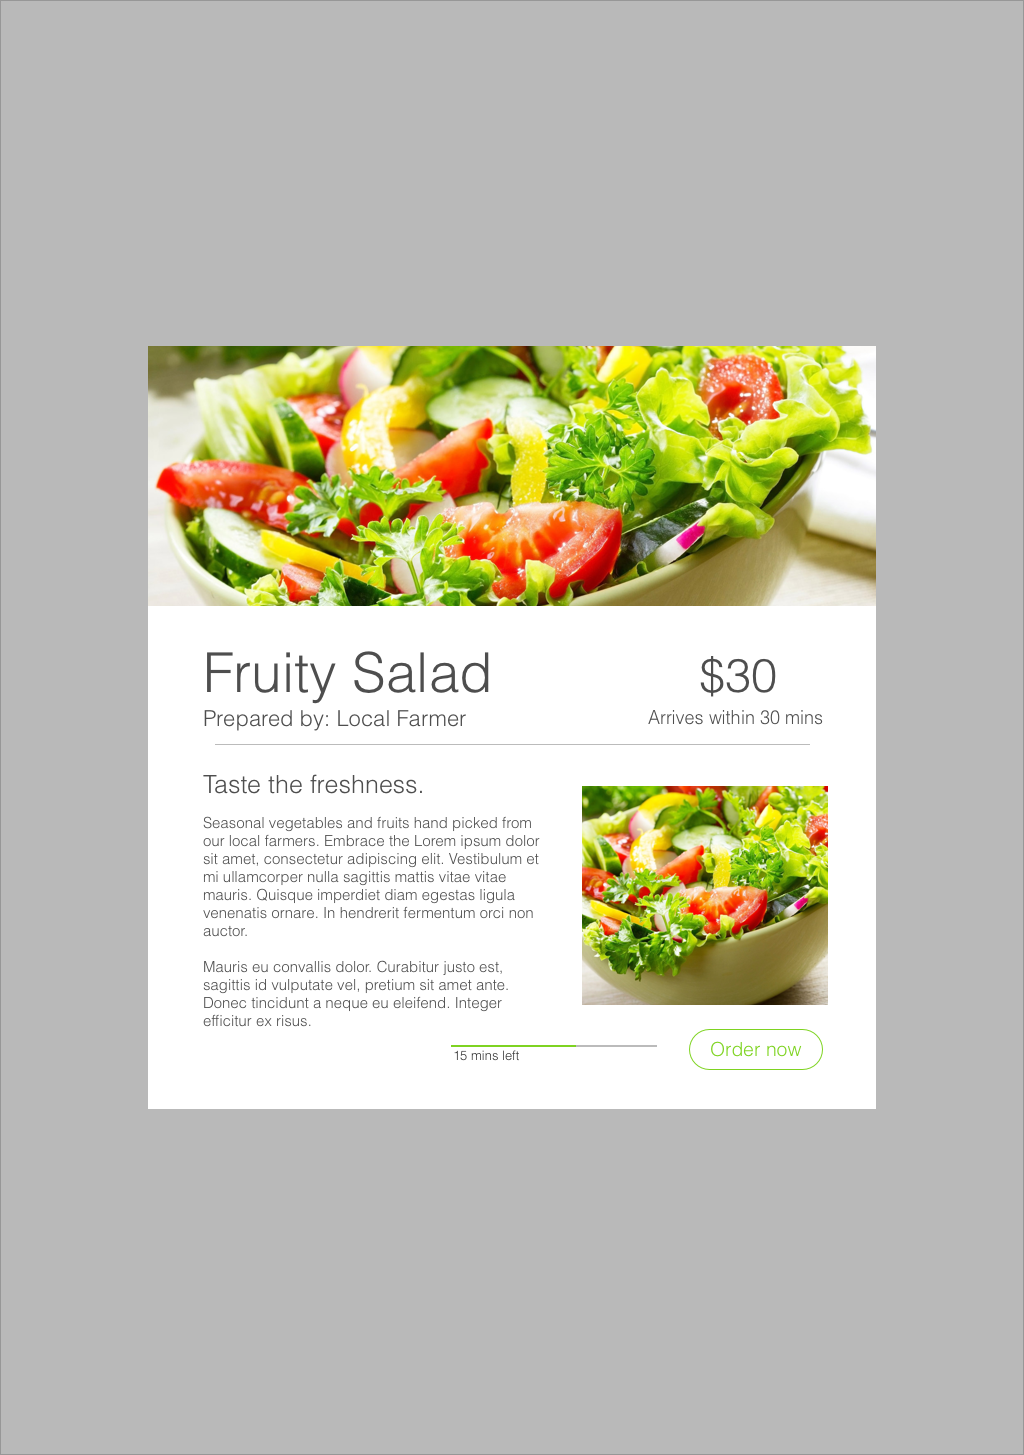 Fruity Salad
$30
Prepared by: Local Farmer
Arrives within 30 mins
Taste the freshness.
Seasonal vegetables and fruits hand picked from
our local farmers. Embrace the Lorem ipsum dolor
sit amet, consectetur adipiscing elit. Vestibulum et
mi ullamcorper nulla sagittis mattis vitae vitae
mauris. Quisque imperdiet diam egestas ligula
venenatis ornare. In hendrerit fermentum orci non
auctor.
Mauris eu convallis dolor. Curabitur justo est,
sagittis id vulputate vel, pretium sit amet ante.
Donec tincidunt a neque eu eleifend. Integer
efficitur ex risus.
15 mins left
Order now